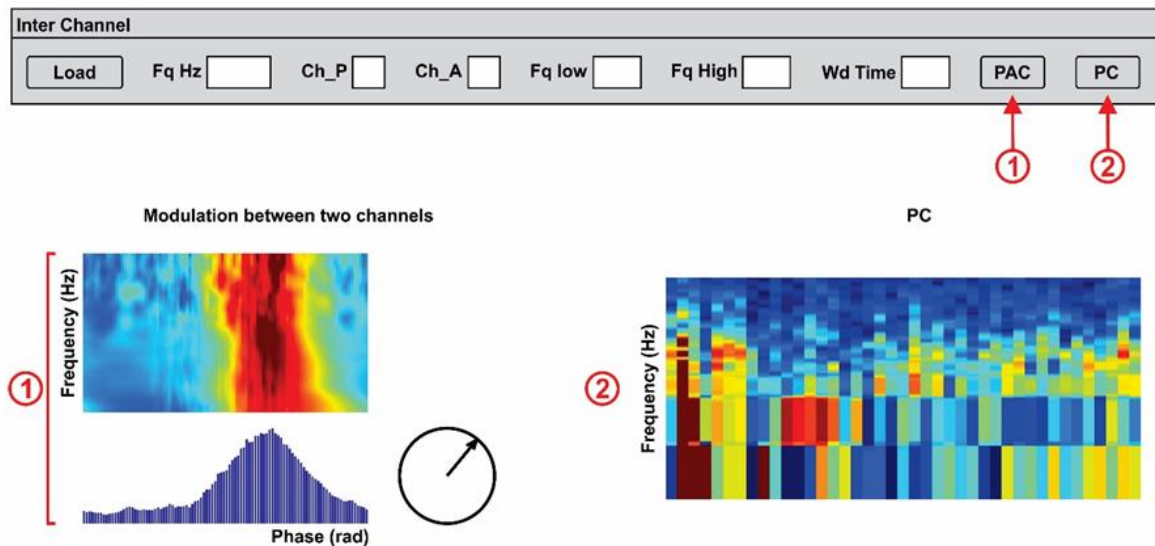 Inter Channel
Load Fq Hz Ch_P Ch_A Fq low Fq High Wd Time PAC PC
1 2
Modulation between two channels
PC
Frequency (Hz)
1
Phase (rad)
Frequency (Hz)
2